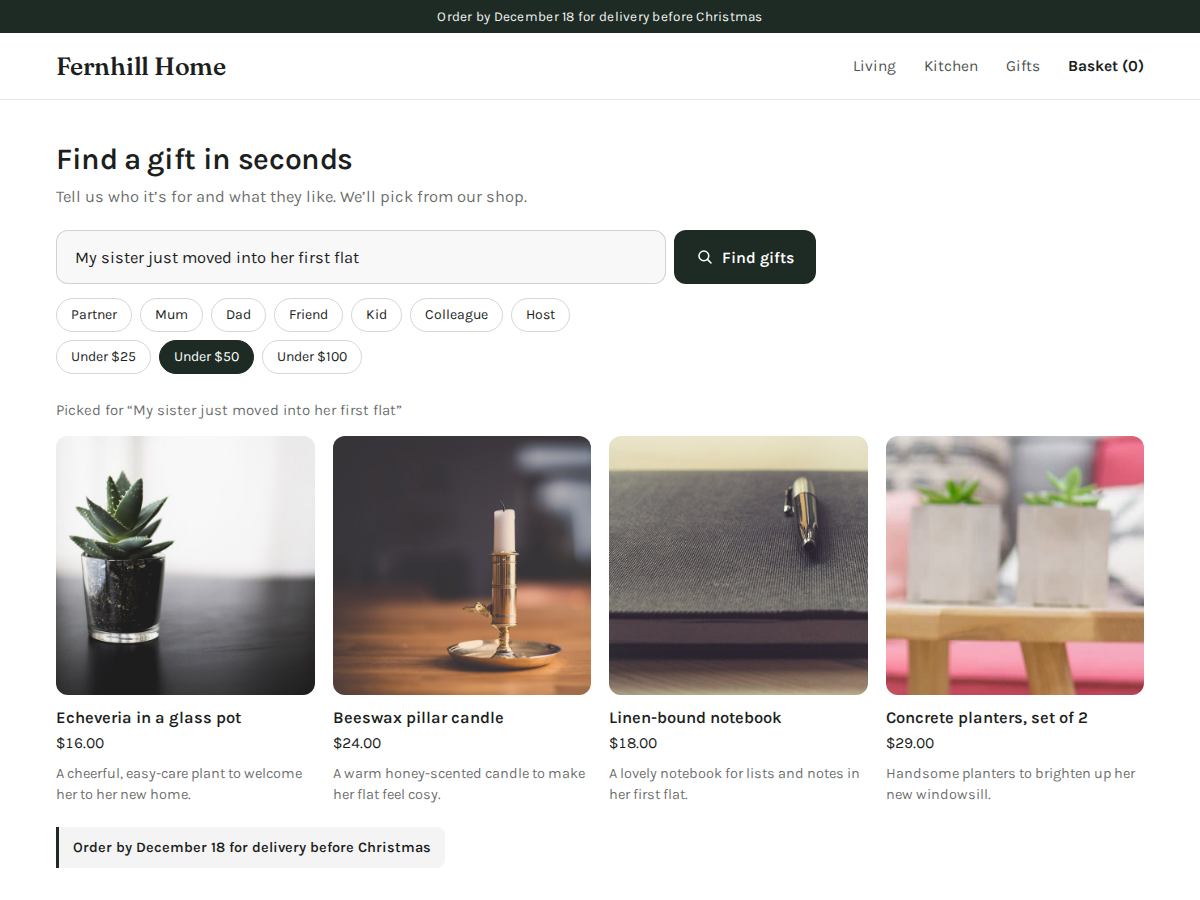 Order by December 18 for delivery before Christmas
Fernhill Home
Living
Kitchen
Gifts
Basket (0)
Find a gift in seconds
Tell us who it’s for and what they like. We’ll pick from our shop.
My sister just moved into her first flat
Find gifts
Partner
Mum
Dad
Friend
Kid
Colleague
Host
Under $25
Under $50
Under $100
Picked for “My sister just moved into her first flat”
Echeveria in a glass pot
$16.00
A cheerful, easy-care plant to welcome
her to her new home.
Beeswax pillar candle
$24.00
A warm honey-scented candle to make
her flat feel cosy.
Linen-bound notebook
$18.00
A lovely notebook for lists and notes in
her first flat.
Concrete planters, set of 2
$29.00
Handsome planters to brighten up her
new windowsill.
Order by December 18 for delivery before Christmas